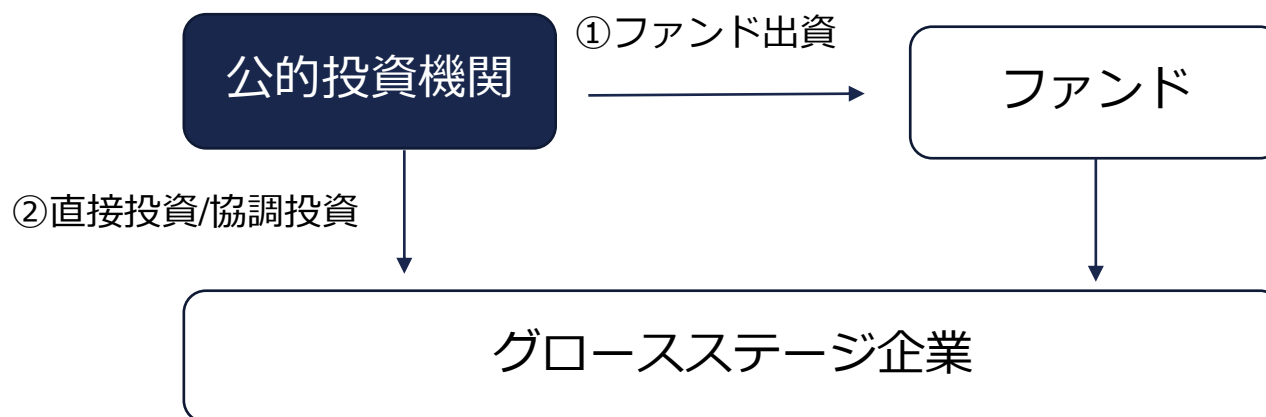 ①ファンド出資
公的投資機関
ファンド
②直接投資/協調投資
グロースステージ企業